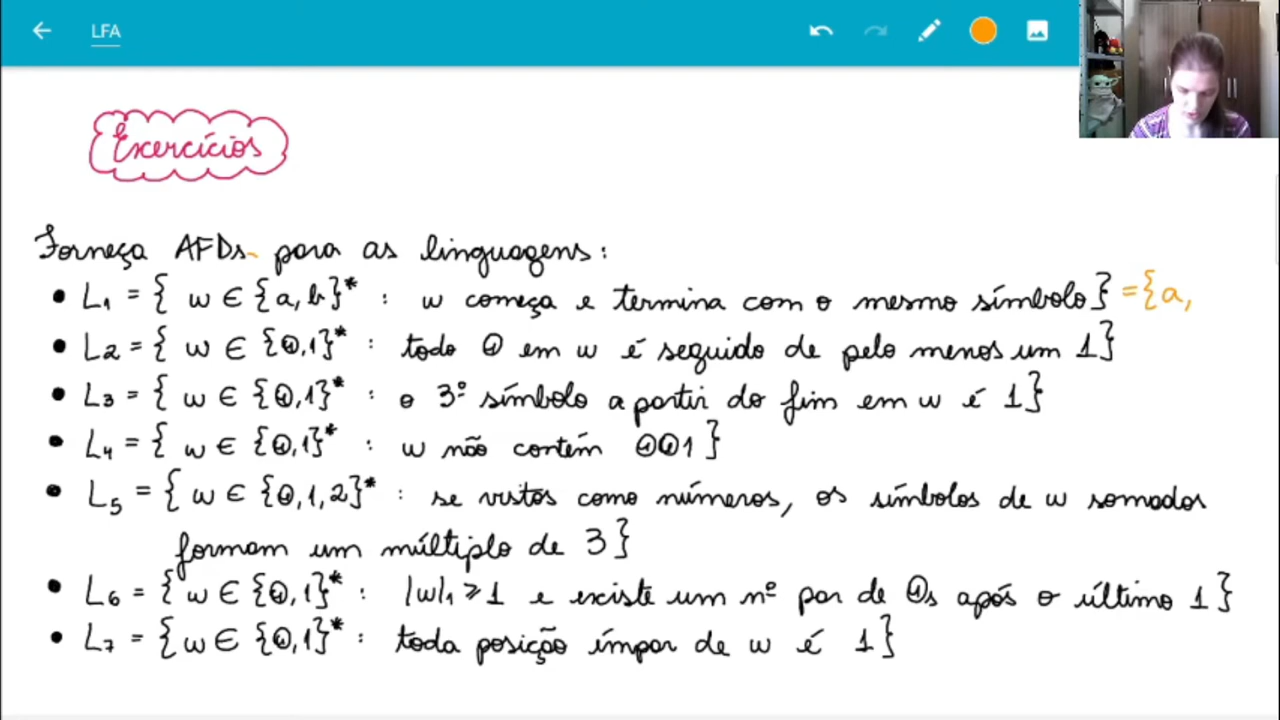 LFA
Exercícios
Forneça AFDs para as linguagens:
• L₁ = { w ∈ {a,b}* : w começa e termina com o mesmo símbolo} = {a,
• L₂ = { w ∈ {0,1}* : todo 0 em w é seguido de pelo menos um 1}
• L₃ = { w ∈ {0,1}* : o 3º símbolo a partir do fim em w é 1}
• L₄ = { w ∈ {0,1}* : w não contém 001}
• L₅ = { w ∈ {0,1,2}* : se vistos como números, os símbolos de w somados
formam um múltiplo de 3}
• L₆ = { w ∈ {0,1}* : |w|₁ ⩾ 1 e existe um nº par de 0s após o último 1}
• L₇ = { w ∈ {0,1}* : toda posição ímpar de w é 1}